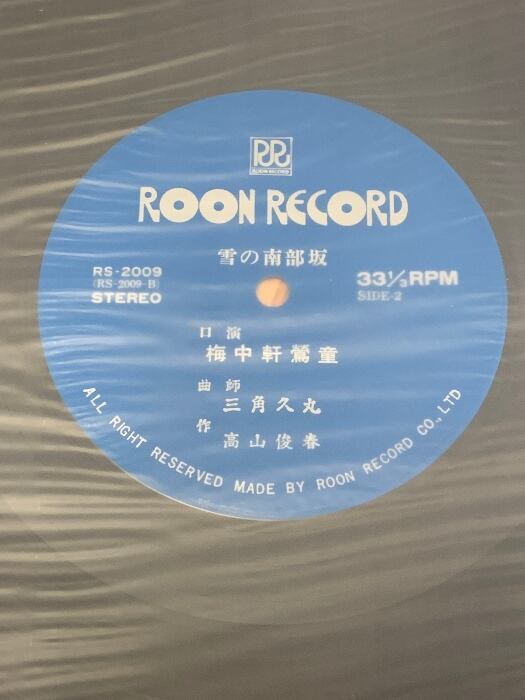 ROON RECORD
ROON RECORD
雪の南部坂
RS-2009
(RS-2009-B)
STEREO
33⅓RPM
SIDE-2
口演
梅中軒鶯童
曲師
三角久丸
作
高山俊春
ALL RIGHT RESERVED MADE BY ROON RECORD CO., LTD